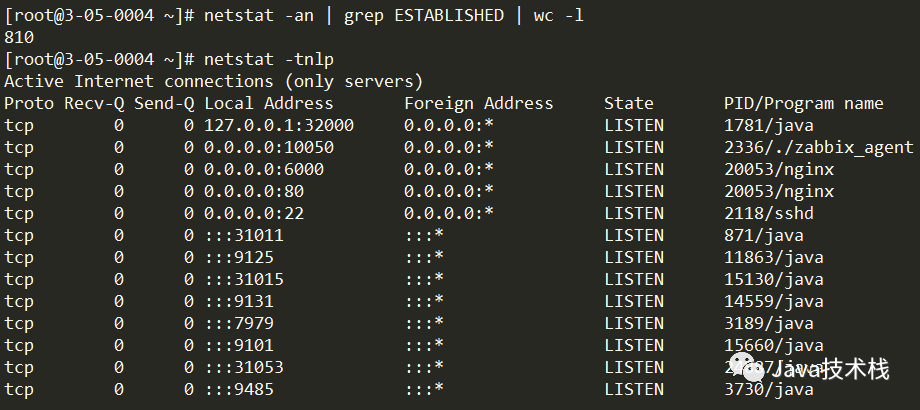 [root@3-05-0004 ~]# netstat -an | grep ESTABLISHED | wc -l
810
[root@3-05-0004 ~]# netstat -tnlp
Active Internet connections (only servers)
Proto Recv-Q Send-Q Local Address Foreign Address State PID/Program name
tcp 0 0 127.0.0.1:32000 0.0.0.0:* LISTEN 1781/java
tcp 0 0 0.0.0.0:10050 0.0.0.0:* LISTEN 2336/./zabbix_agent
tcp 0 0 0.0.0.0:6000 0.0.0.0:* LISTEN 20053/nginx
tcp 0 0 0.0.0.0:80 0.0.0.0:* LISTEN 20053/nginx
tcp 0 0 0.0.0.0:22 0.0.0.0:* LISTEN 2118/sshd
tcp 0 0 :::31011 :::* LISTEN 871/java
tcp 0 0 :::9125 :::* LISTEN 11863/java
tcp 0 0 :::31015 :::* LISTEN 15130/java
tcp 0 0 :::9131 :::* LISTEN 14559/java
tcp 0 0 :::7979 :::* LISTEN 3189/java
tcp 0 0 :::9101 :::* LISTEN 15660/java
tcp 0 0 :::31053 :::* LISTEN
tcp 0 0 :::9485 :::* LISTEN 3730/java
Java技术栈